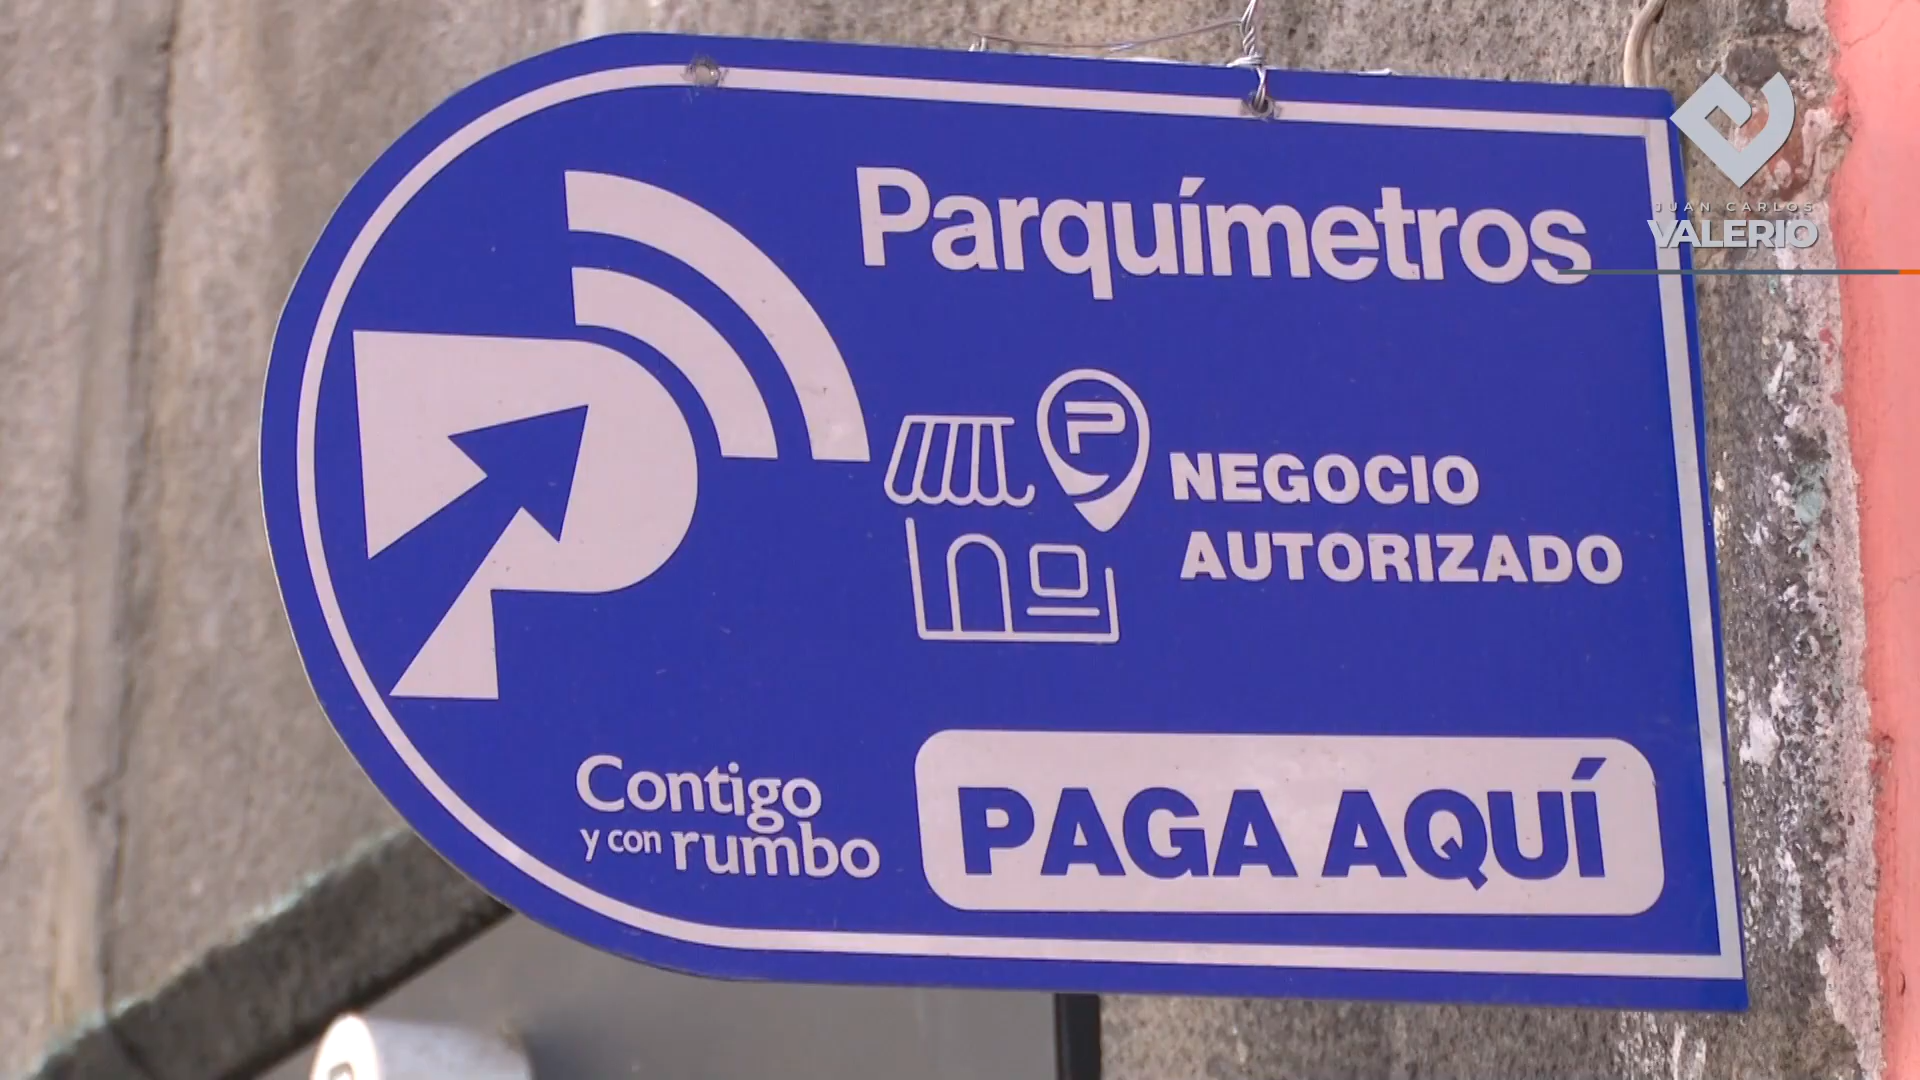 Parquímetros
P
NEGOCIO
AUTORIZADO
Contigo
y con rumbo
PAGA AQUÍ
JUAN CARLOS
VALERIO